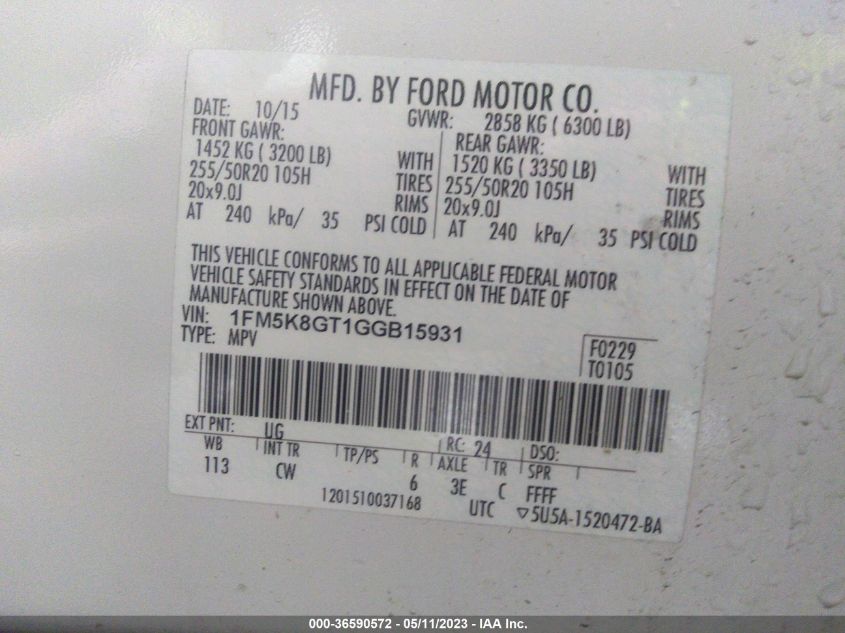 MFD. BY FORD MOTOR CO.
DATE: 10/15 GVWR: 2858 KG ( 6300 LB)
FRONT GAWR: REAR GAWR:
1452 KG ( 3200 LB) WITH 1520 KG ( 3350 LB) WITH
255/50R20 105H TIRES 255/50R20 105H TIRES
20x9.0J RIMS 20x9.0J RIMS
AT 240 kPa/ 35 PSI COLD AT 240 kPa/ 35 PSI COLD
THIS VEHICLE CONFORMS TO ALL APPLICABLE FEDERAL MOTOR
VEHICLE SAFETY STANDARDS IN EFFECT ON THE DATE OF
MANUFACTURE SHOWN ABOVE.
VIN: 1FM5K8GT1GGB15931
TYPE: MPV
F0229
T0105
EXT PNT: UG RC: 24 DSO:
WB INT TR TP/PS R AXLE TR SPR
113 CW 6 3E C FFFF
1201510037168 UTC ▽5U5A-1520472-BA
000-36590572 - 05/11/2023 - IAA Inc.